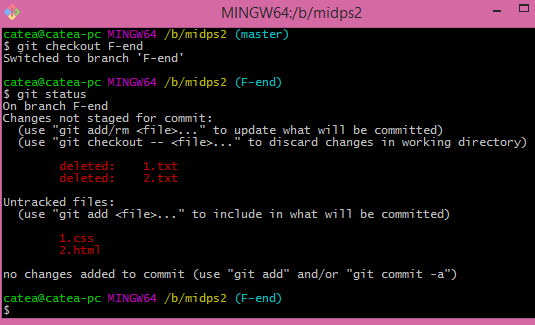 MINGW64:/b/midps2
catea@catea-pc MINGW64 /b/midps2 (master)
$ git checkout F-end
Switched to branch 'F-end'
catea@catea-pc MINGW64 /b/midps2 (F-end)
$ git status
On branch F-end
Changes not staged for commit:
(use "git add/rm <file>..." to update what will be committed)
(use "git checkout -- <file>..." to discard changes in working directory)
deleted: 1.txt
deleted: 2.txt
Untracked files:
(use "git add <file>..." to include in what will be committed)
1.css
2.html
no changes added to commit (use "git add" and/or "git commit -a")
catea@catea-pc MINGW64 /b/midps2 (F-end)
$